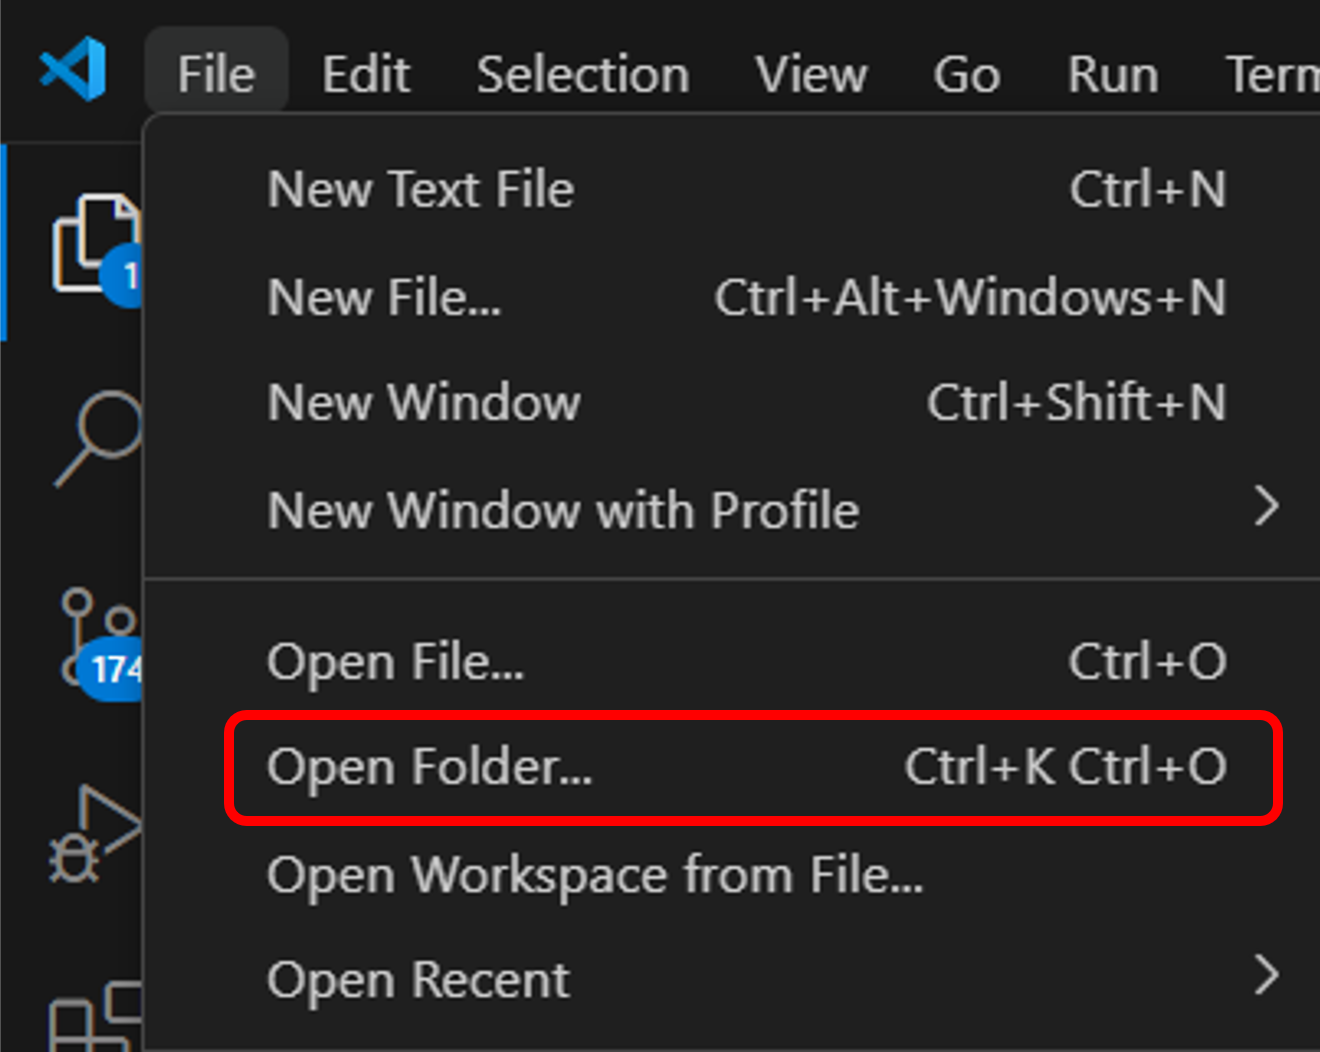 File Edit Selection View Go Run Term
New Text File Ctrl+N
1
New File... Ctrl+Alt+Windows+N
New Window Ctrl+Shift+N
New Window with Profile
Open File... Ctrl+O
174
Open Folder... Ctrl+K Ctrl+O
Open Workspace from File...
Open Recent